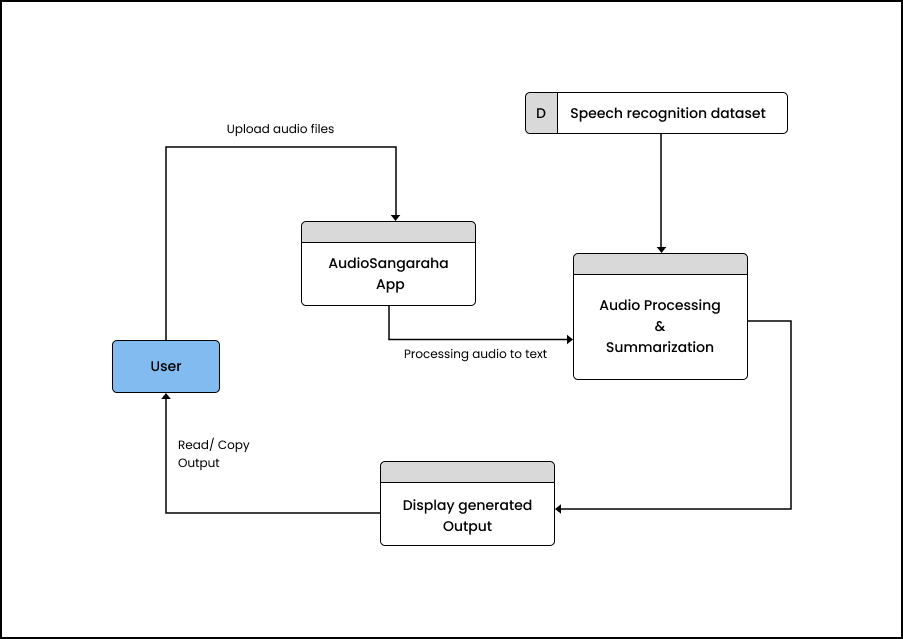 Upload audio files
D
Speech recognition dataset
AudioSangaraha
App
Audio Processing
&
Summarization
Processing audio to text
User
Read/ Copy
Output
Display generated
Output